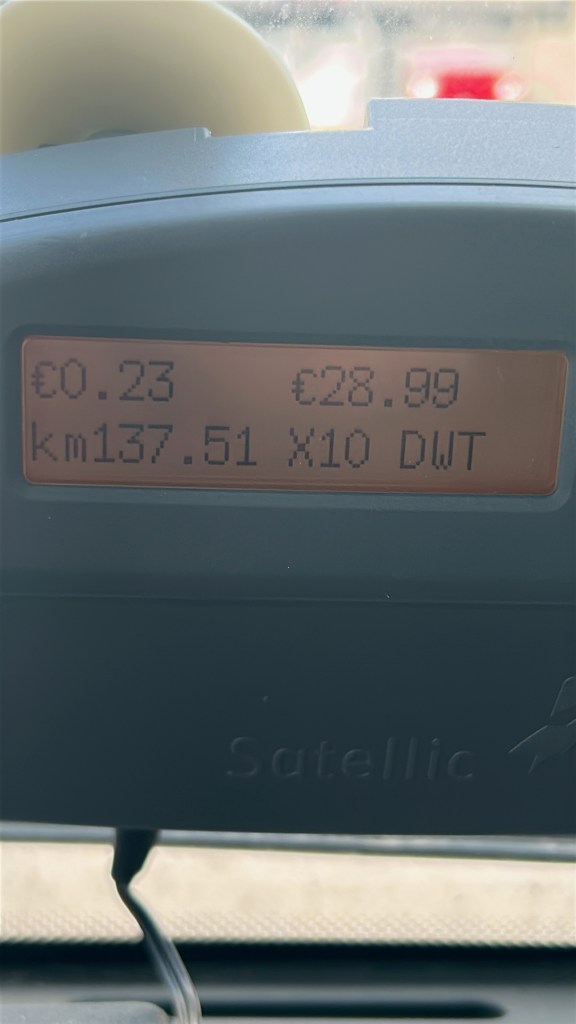 €0.23 €28.99
km137.51 X10 DWT
Satellic